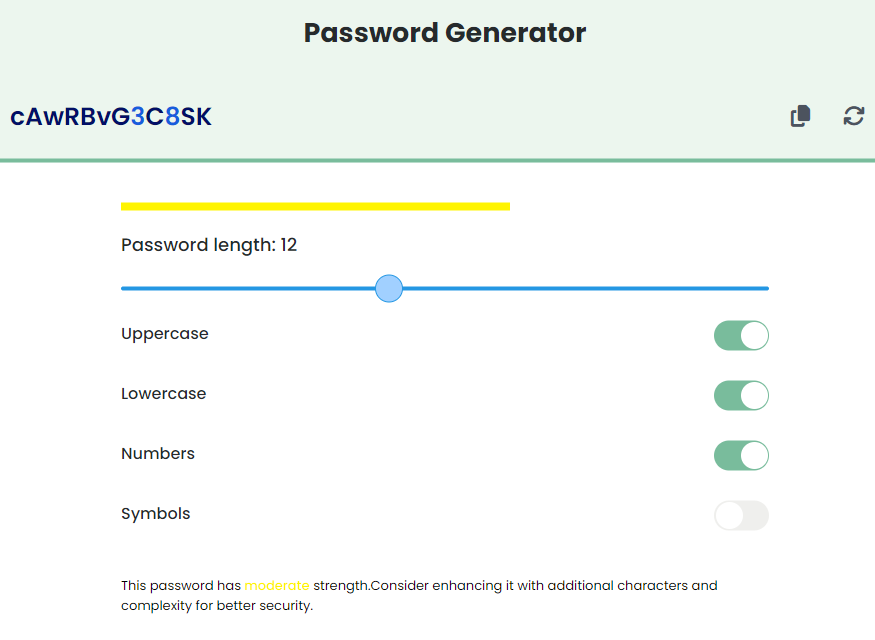 Password Generator
cAwRBvG3C8SK
Password length: 12
Uppercase
Lowercase
Numbers
Symbols
This password has moderate strength.Consider enhancing it with additional characters and
complexity for better security.